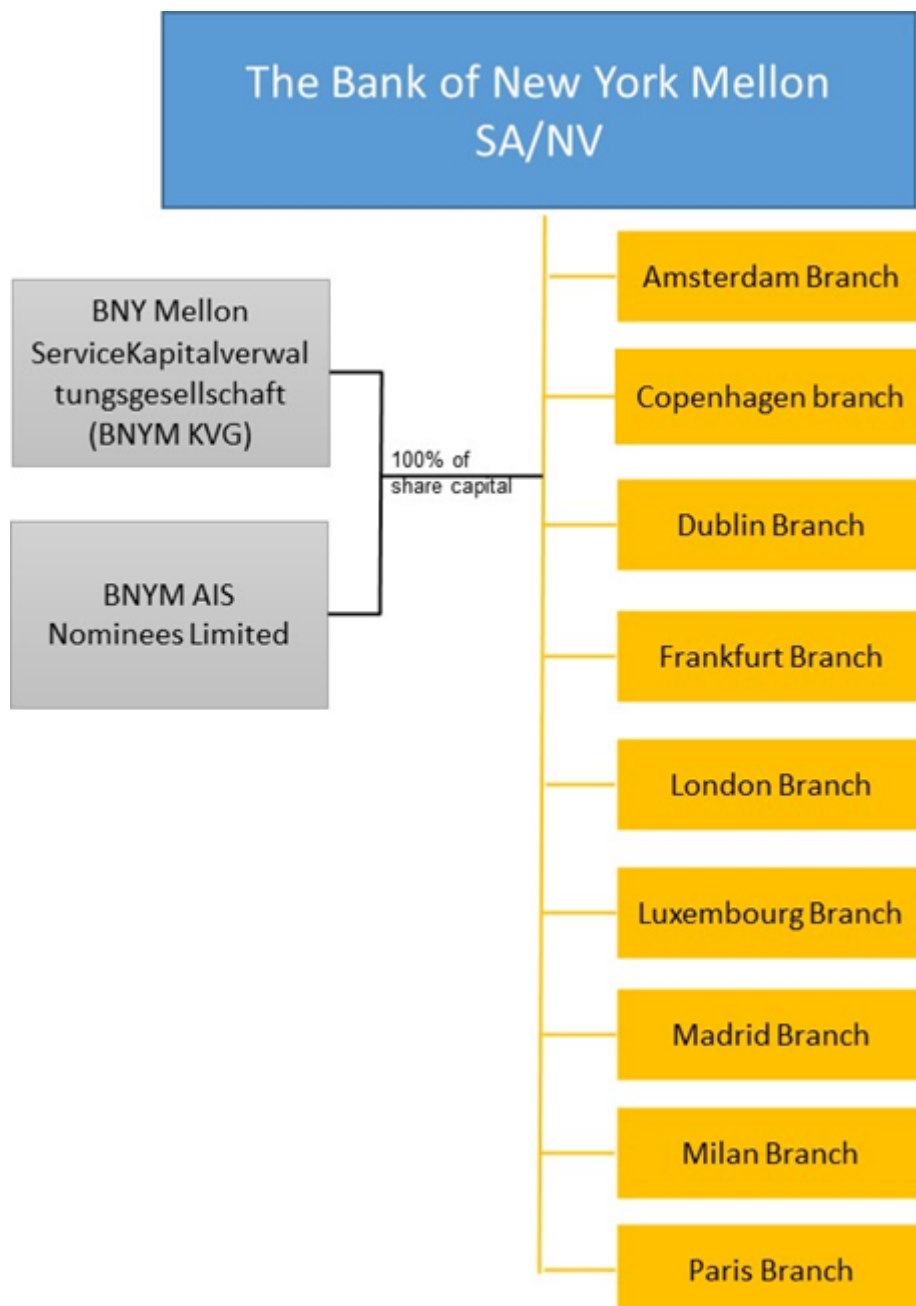 The Bank of New York Mellon
SA/NV
Amsterdam Branch
BNY Mellon
ServiceKapitalverwal
tungsgesellschaft
(BNYM KVG)
Copenhagen branch
100% of
share capital
Dublin Branch
BNYM AIS
Nominees Limited
Frankfurt Branch
London Branch
Luxembourg Branch
Madrid Branch
Milan Branch
Paris Branch